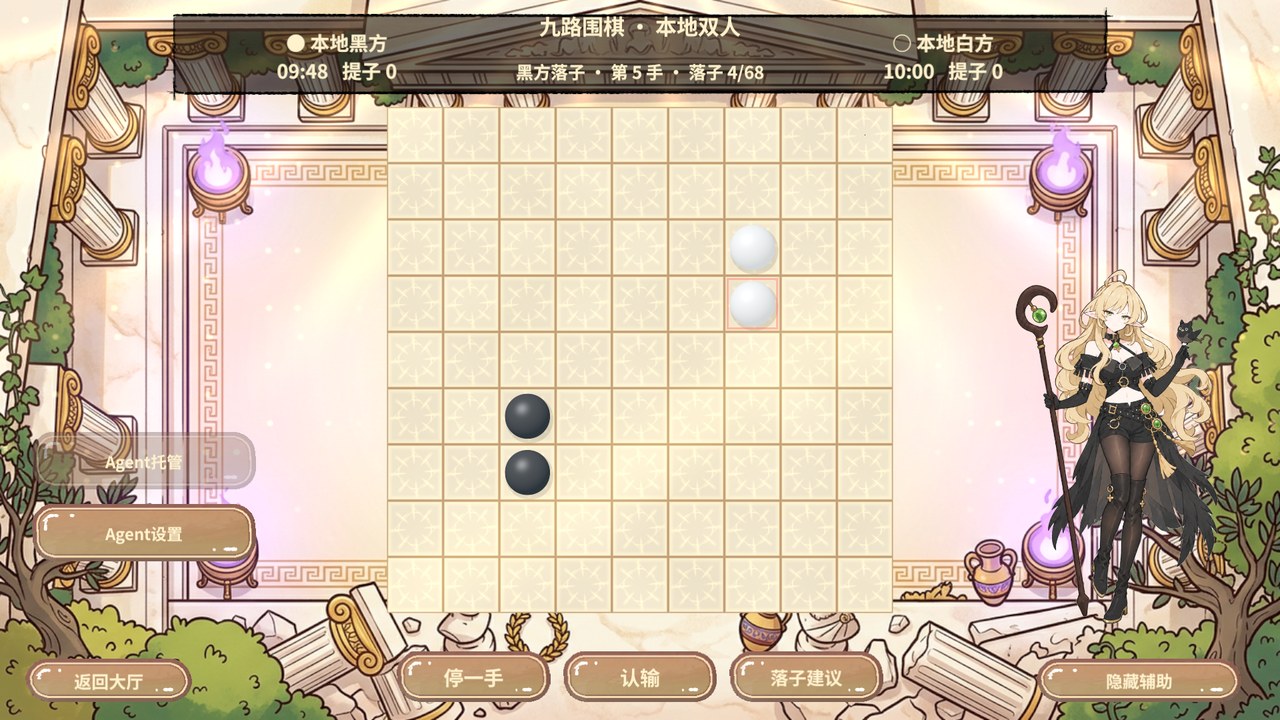 九路围棋 · 本地双人
本地黑方
本地白方
09:48 提子 0
黑方落子 · 第 5 手 · 落子 4/68
10:00 提子 0
Agent托管
Agent设置
返回大厅
停一手
认输
落子建议
隐藏辅助